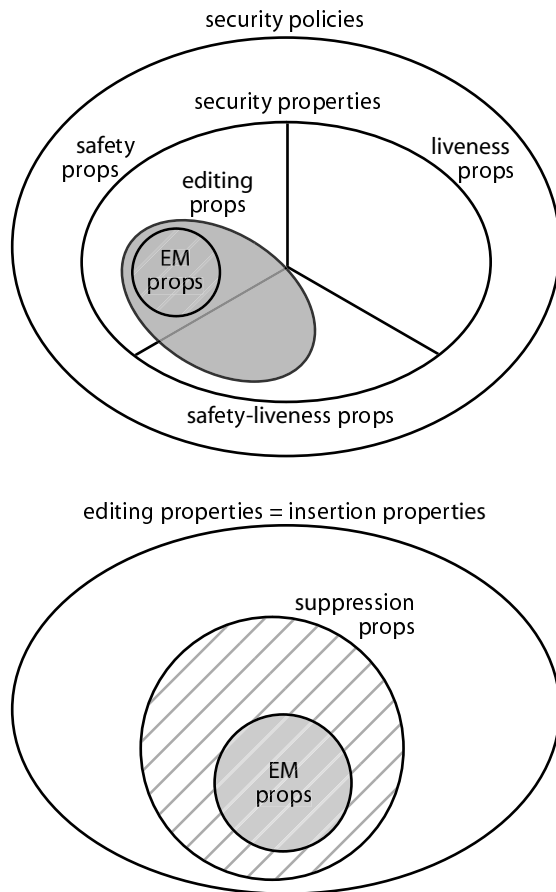 security policies
security properties
safety
props
liveness
props
editing
props
EM
props
safety-liveness props
editing properties = insertion properties
suppression
props
EM
props